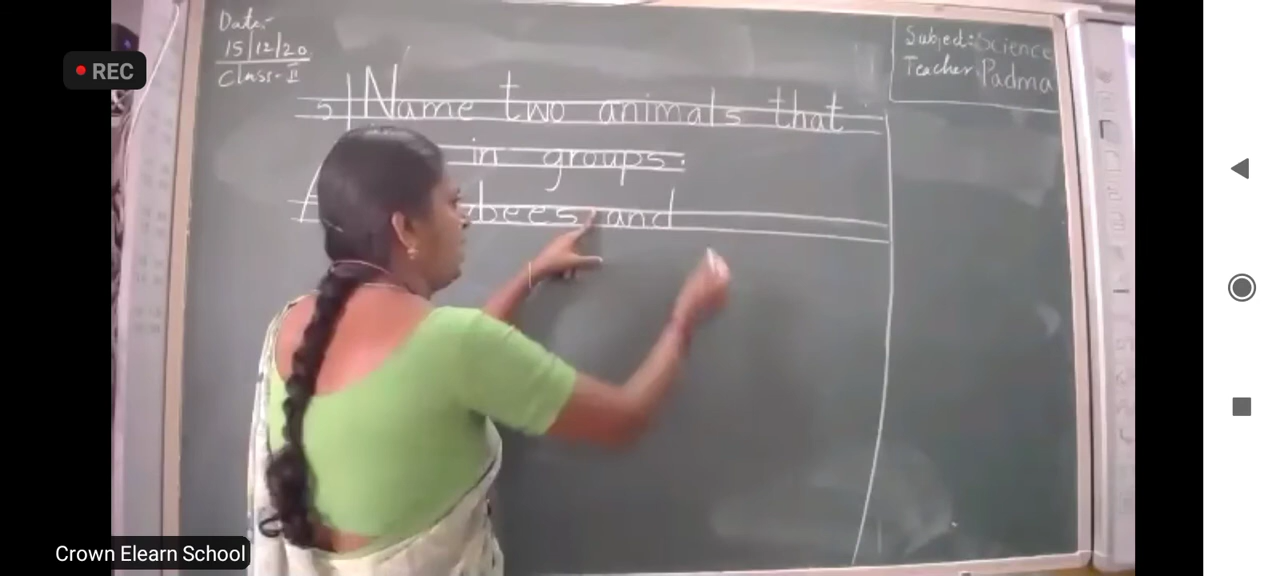 REC
Date:-
15/12/20
Class-II
Subject:Science
Teacher:Padma
5) Name two animals that
in groups.
bees and
Crown Elearn School